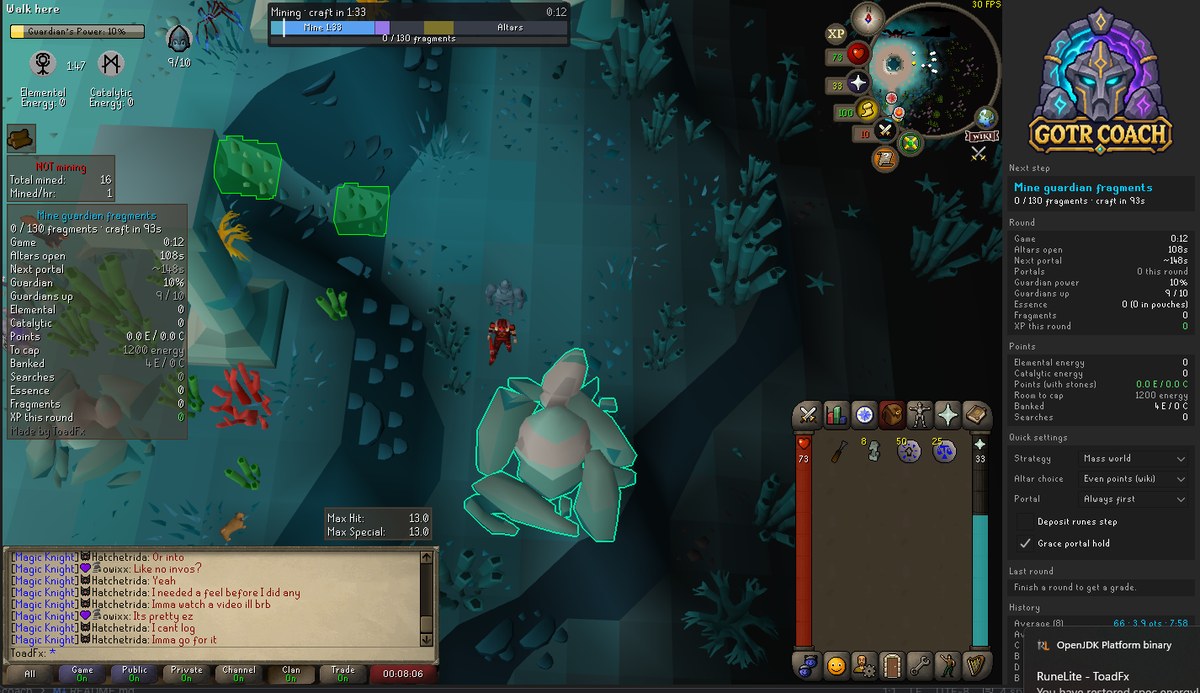 Walk here
Guardian's Power: 10%
1:47
9/10
Elemental
Energy: 0
Catalytic
Energy: 0
Mining · craft in 1:33
0:12
Mine 1:33
Altars
0 / 130 fragments
30 FPS
XP
73
33
100
10
WIKI
NOT mining
Total mined: 16
Mined/hr: 1
Mine guardian fragments
0 / 130 fragments · craft in 93s
Game 0:12
Altars open 108s
Next portal ~148s
Guardian 10%
Guardians up 9 / 10
Elemental 0
Catalytic 0
Points 0.0 E / 0.0 C
To cap 1200 energy
Banked 4 E / 0 C
Searches 0
Essence 0
Fragments 0
XP this round 0
Made by ToadFx
Max Hit: 13.0
Max Special: 13.0
[Magic Knight] Hatchetrida: Or into
[Magic Knight] owixx: Like no invos?
[Magic Knight] Hatchetrida: Yeah
[Magic Knight] Hatchetrida: I needed a feel before I did any
[Magic Knight] Hatchetrida: Imma watch a video ill brb
[Magic Knight] owixx: Its pretty ez
[Magic Knight] Hatchetrida: I cant log
[Magic Knight] Hatchetrida: Imma go for it
ToadFx: *
All
Game
On
Public
On
Private
On
Channel
On
Clan
On
Trade
On
00:08:06
73
8
50
25
33
GOTR COACH
Next step
Mine guardian fragments
0 / 130 fragments · craft in 93s
Round
Game 0:12
Altars open 108s
Next portal ~148s
Portals 0 this round
Guardian power 10%
Guardians up 9 / 10
Essence 0 (0 in pouches)
Fragments 0
XP this round 0
Points
Elemental energy 0
Catalytic energy 0
Points (with stones) 0.0 E / 0.0 C
Room to cap 1200 energy
Banked 4 E / 0 C
Searches 0
Quick settings
Strategy Mass world
Altar choice Even points (wiki)
Portal Always first
Deposit runes step
Grace portal hold
Last round
Finish a round to get a grade.
History
Average (8) 66 · 3.9 pts · 7:58
OpenJDK Platform binary
RuneLite - ToadFx
You have restored spec energy
README.md